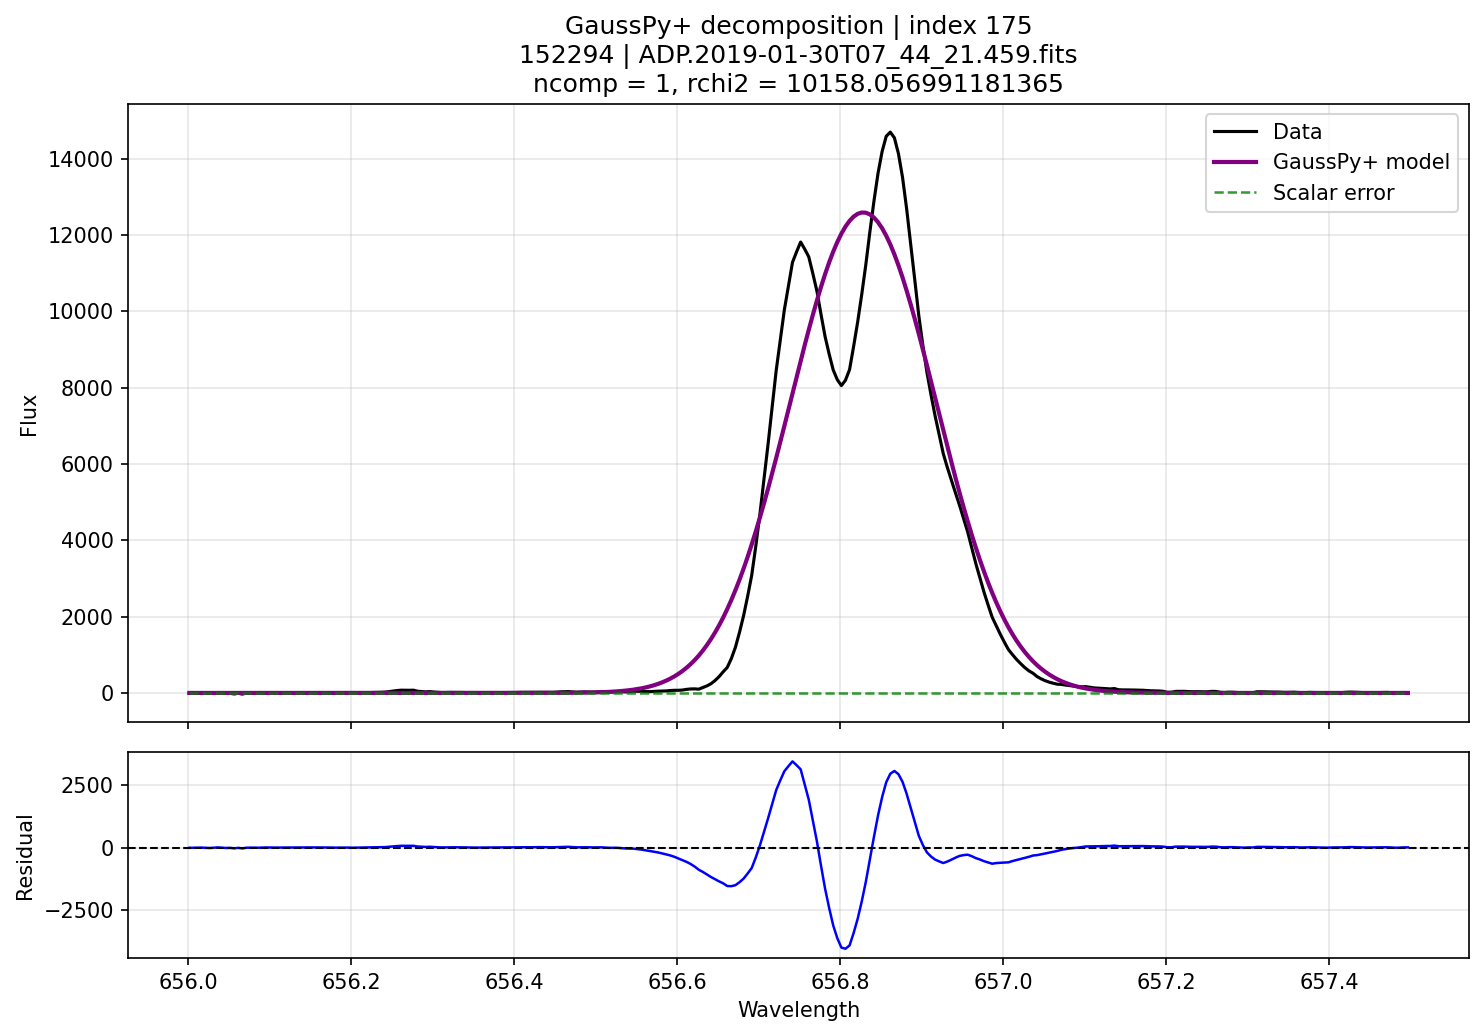 GaussPy+ decomposition | index 175
152294 | ADP.2019-01-30T07_44_21.459.fits
ncomp = 1, rchi2 = 10158.056991181365
Data
GaussPy+ model
Scalar error
14000
12000
10000
8000
6000
4000
2000
0
Flux
2500
0
−2500
Residual
656.0 656.2 656.4 656.6 656.8 657.0 657.2 657.4
Wavelength